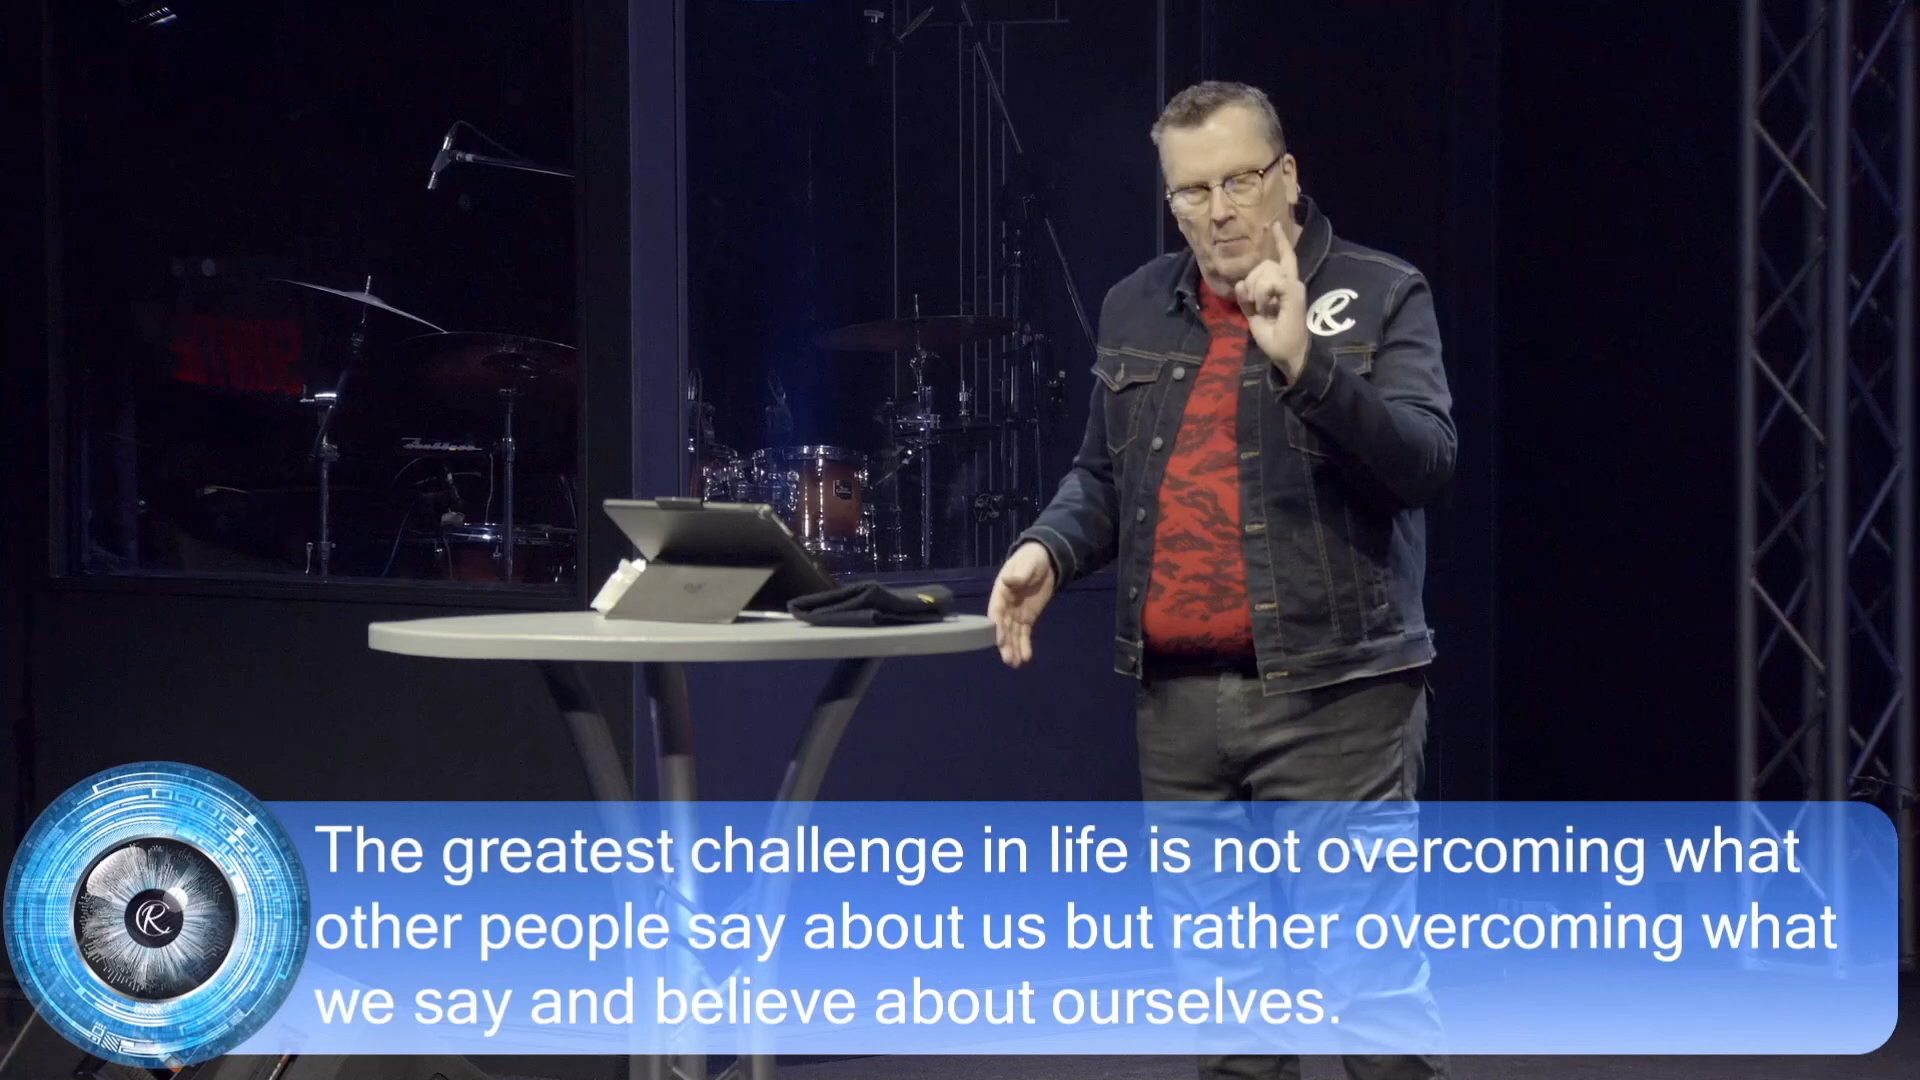 The greatest challenge in life is not overcoming what
other people say about us but rather overcoming what
we say and believe about ourselves.